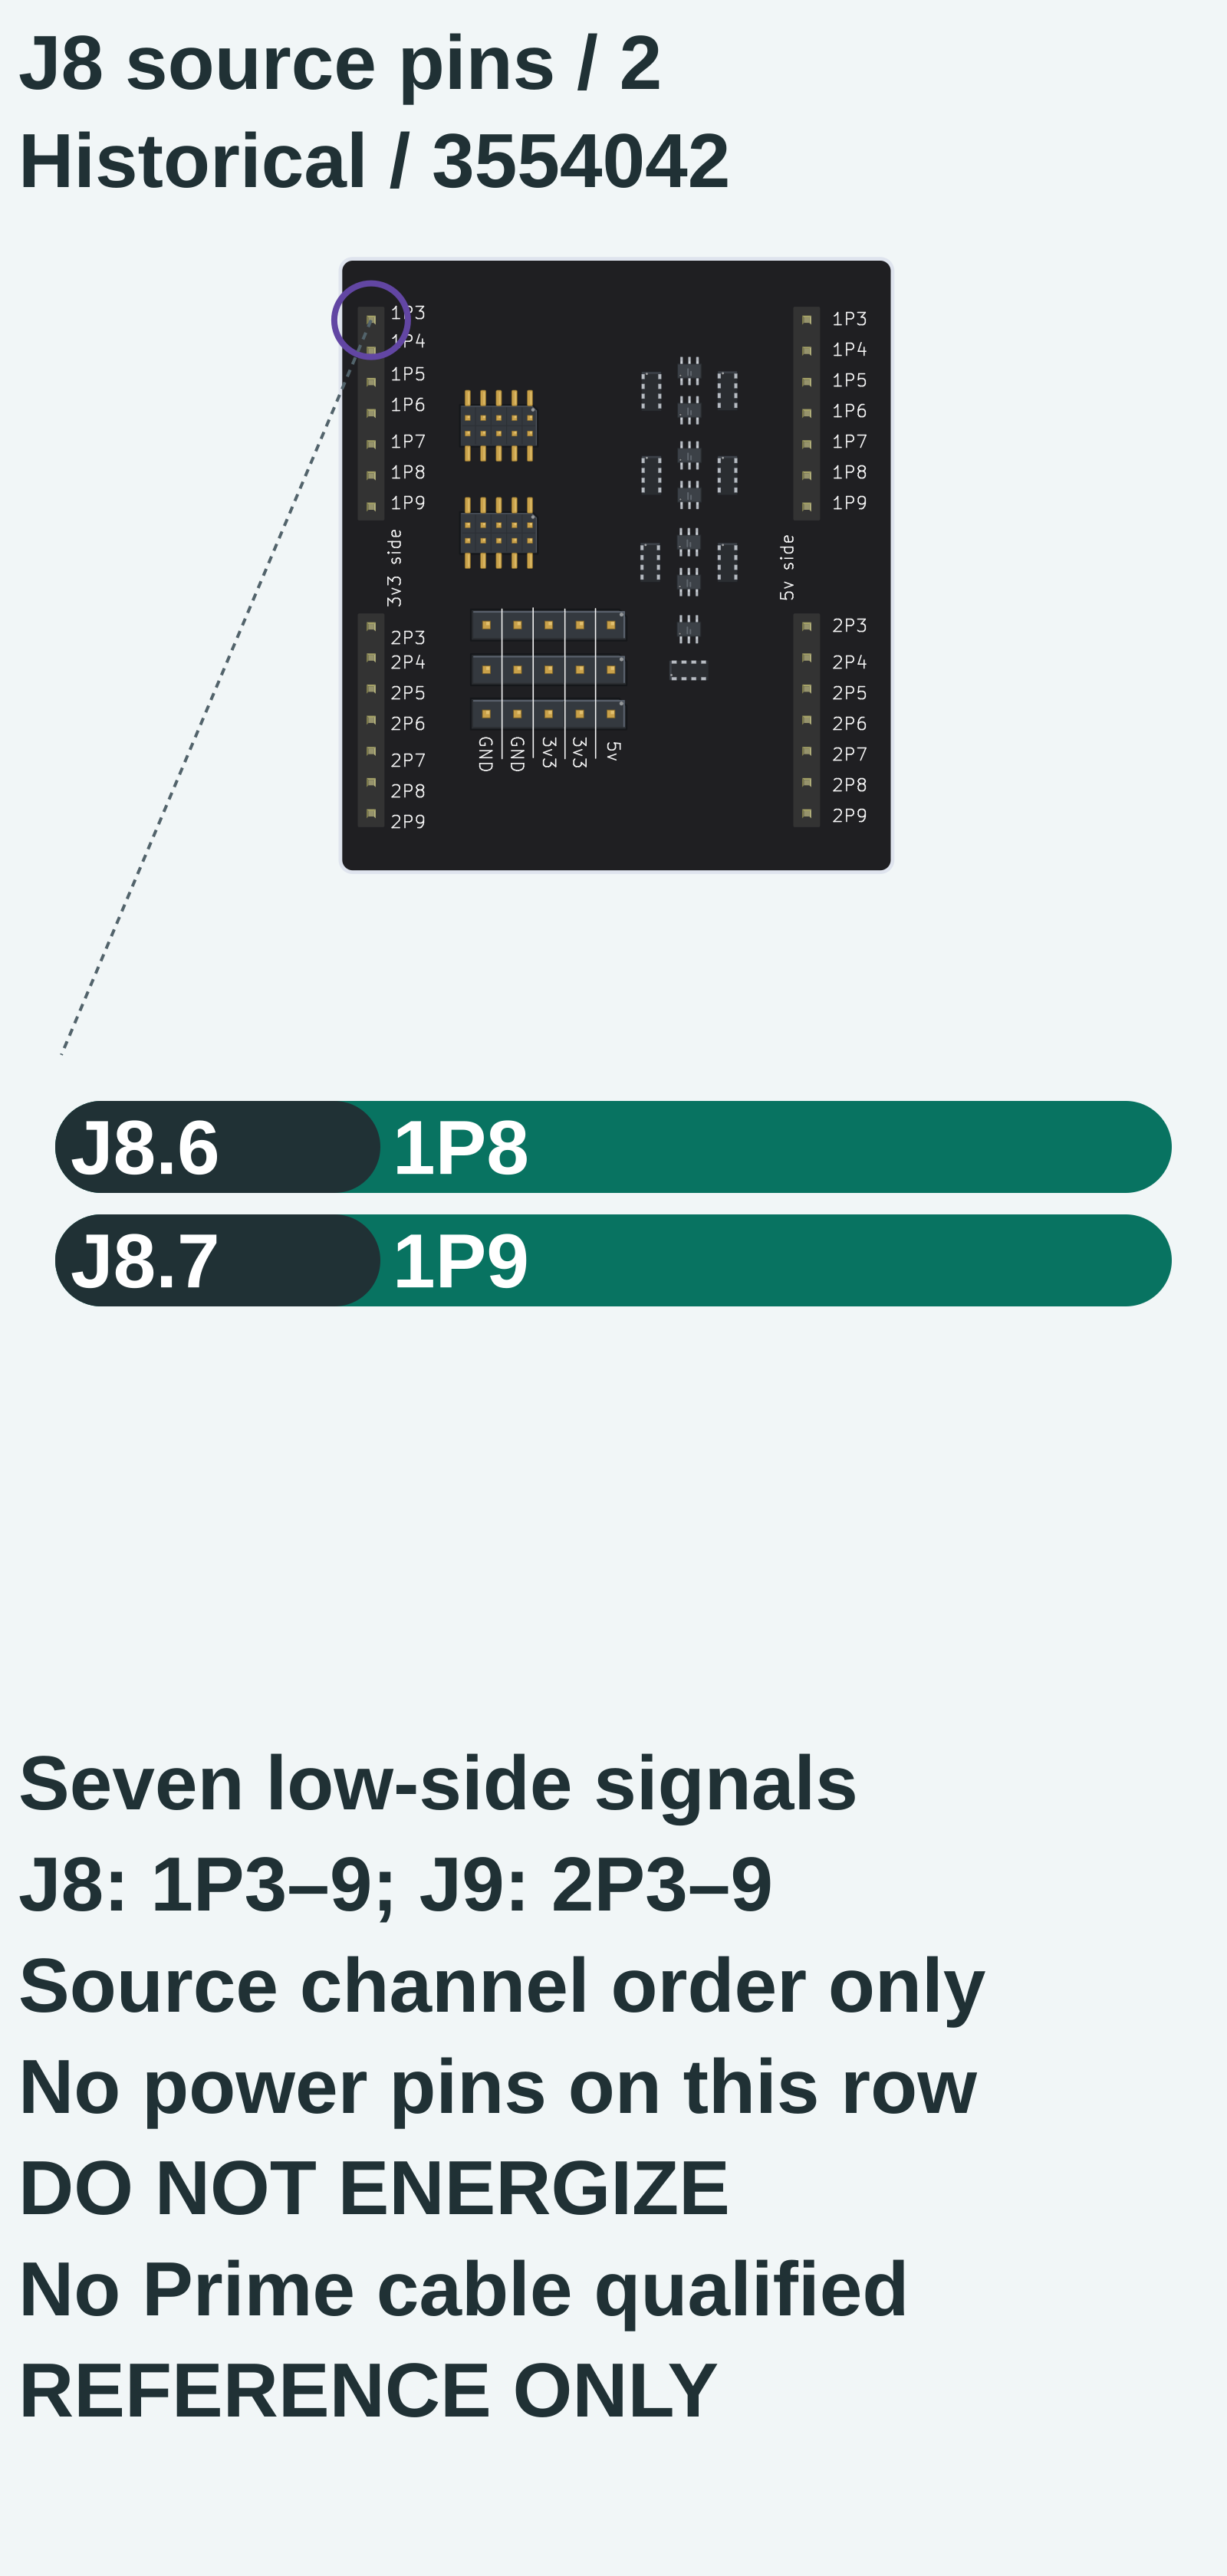 J8 source pins / 2
Historical / 3554042
1P3
1P4
1P5
1P6
1P7
1P8
1P9
3v3 side
2P3
2P4
2P5
2P6
2P7
2P8
2P9
GND
GND
3v3
3v3
5v
1P3
1P4
1P5
1P6
1P7
1P8
1P9
5v side
2P3
2P4
2P5
2P6
2P7
2P8
2P9
J8.6 1P8
J8.7 1P9
Seven low-side signals
J8: 1P3–9; J9: 2P3–9
Source channel order only
No power pins on this row
DO NOT ENERGIZE
No Prime cable qualified
REFERENCE ONLY